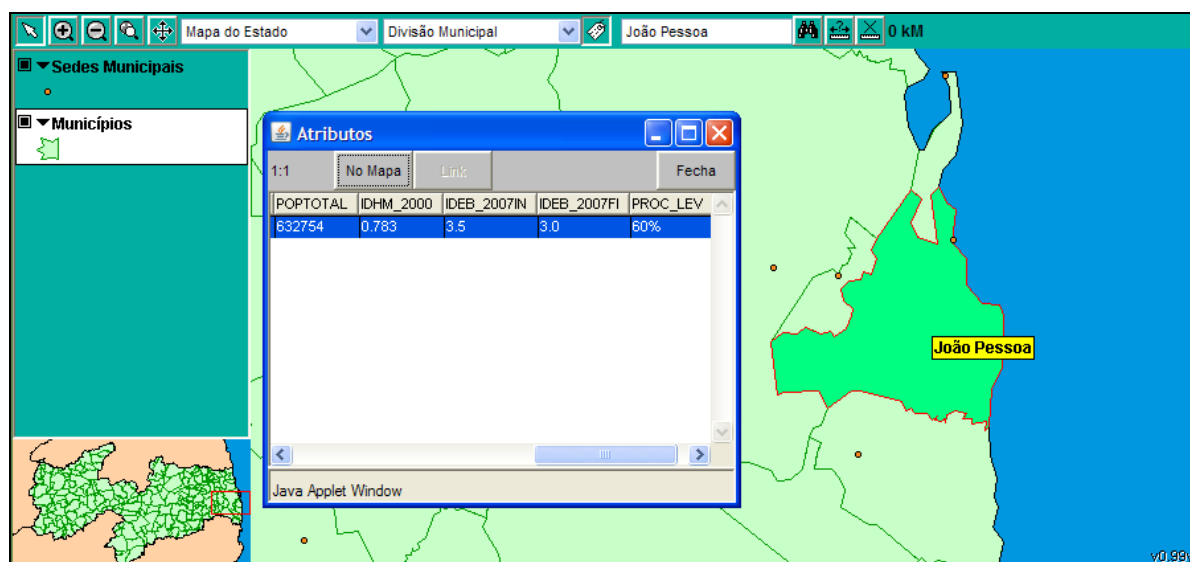 Mapa do Estado Divisão Municipal João Pessoa 0 kM
Sedes Municipais
Municípios
Atributos
1:1 No Mapa Link Fecha
POPTOTAL IDHM_2000 IDEB_2007IN IDEB_2007FI PROC_LEV
632754 0.783 3.5 3.0 60%
Java Applet Window
João Pessoa